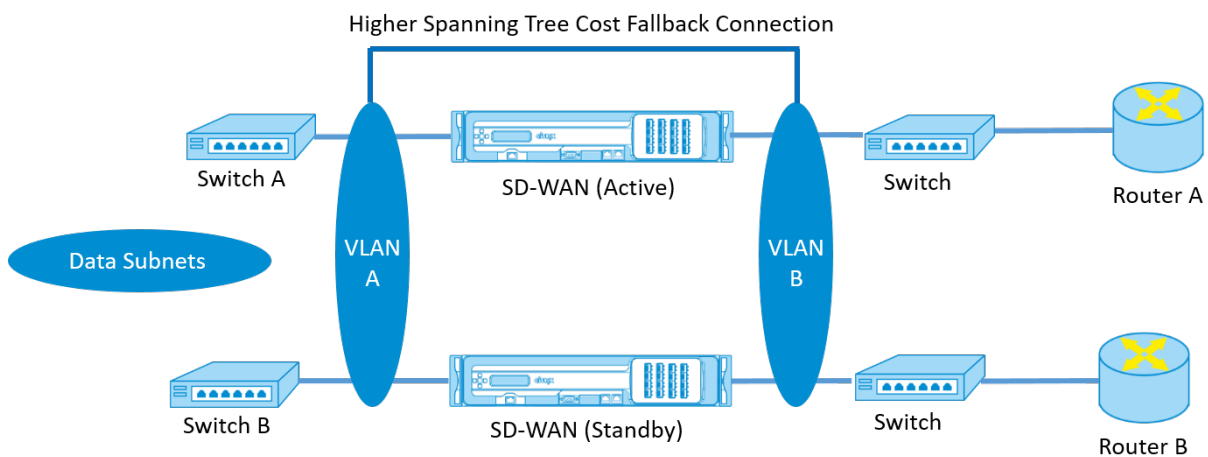 Higher Spanning Tree Cost Fallback Connection
Switch A
SD-WAN (Active)
Switch
Router A
Data Subnets
VLAN
A
VLAN
B
Switch B
SD-WAN (Standby)
Switch
Router B